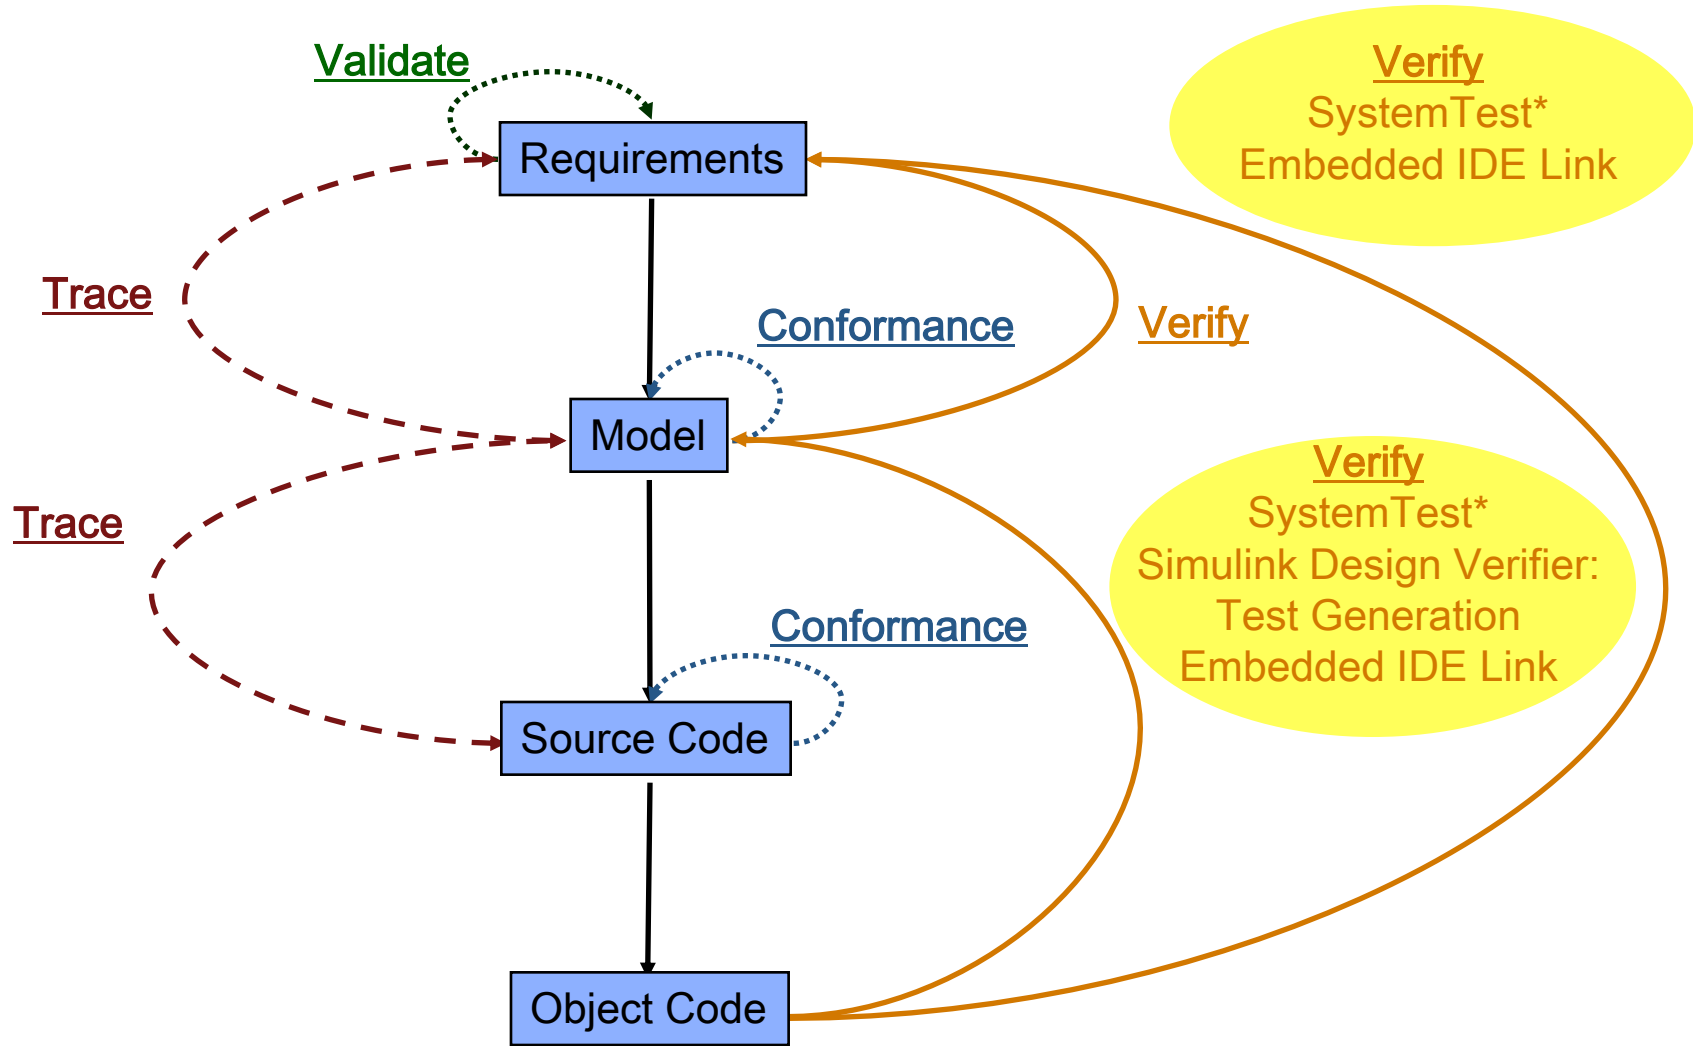 Validate
Verify
SystemTest*
Embedded IDE Link
Requirements
Trace
Conformance
Verify
Model
Verify
SystemTest*
Simulink Design Verifier:
Test Generation
Embedded IDE Link
Trace
Conformance
Source Code
Object Code